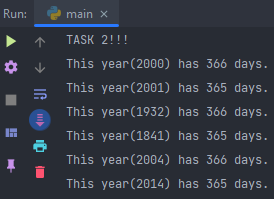 Run: main ×
TASK 2!!!
This year(2000) has 366 days.
This year(2001) has 365 days.
This year(1932) has 366 days.
This year(1841) has 365 days.
This year(2004) has 366 days.
This year(2014) has 365 days.